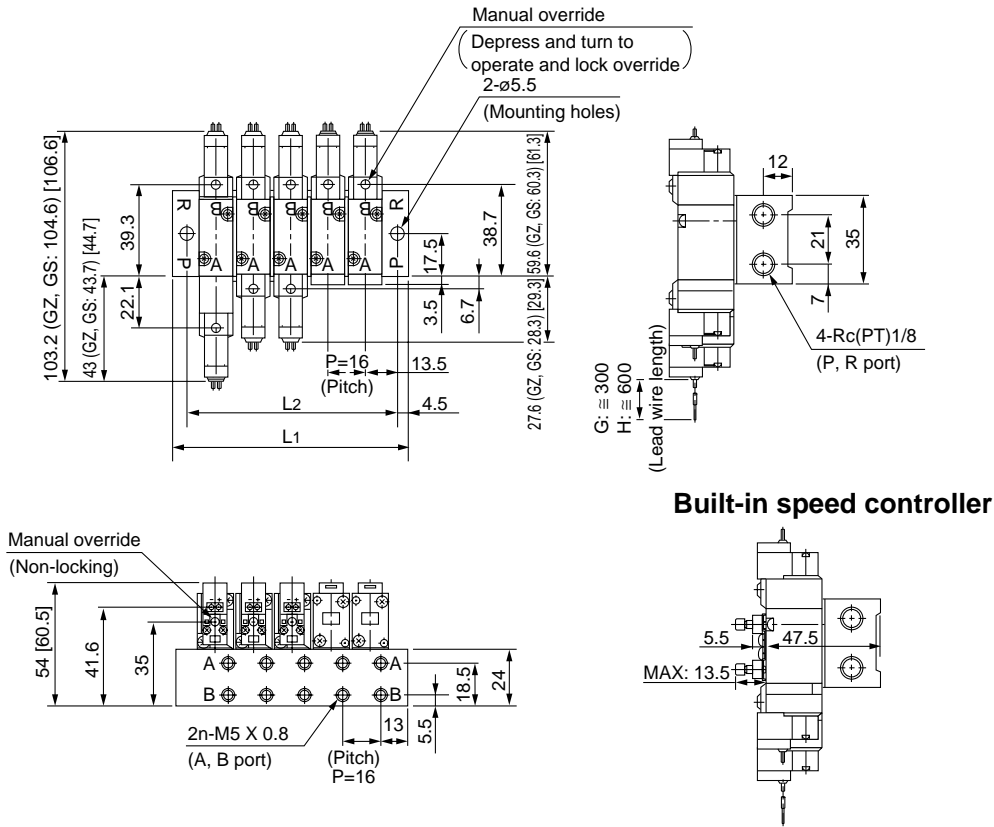 Manual override
(Depress and turn to
operate and lock override)
2-ø5.5
(Mounting holes)
103.2 (GZ, GS: 104.6) [106.6]
43 (GZ, GS: 43.7) [44.7]
39.3
22.1
R
P
B
A
B
A
B
A
B
A
B
A
R
P
17.5
38.7
3.5
6.7
59.6 (GZ, GS: 60.3) [61.3]
27.6 (GZ, GS: 28.3) [29.3]
P=16
(Pitch)
13.5
L2
4.5
L1
12
21
35
7
4-Rc(PT)1/8
(P, R port)
G: ≅ 300
H: ≅ 600
(Lead wire length)
Built-in speed controller
Manual override
(Non-locking)
54 [60.5]
41.6
35
A
A
B
B
18.5
24
5.5
13
2n-M5 X 0.8
(A, B port)
(Pitch)
P=16
5.5
47.5
MAX: 13.5